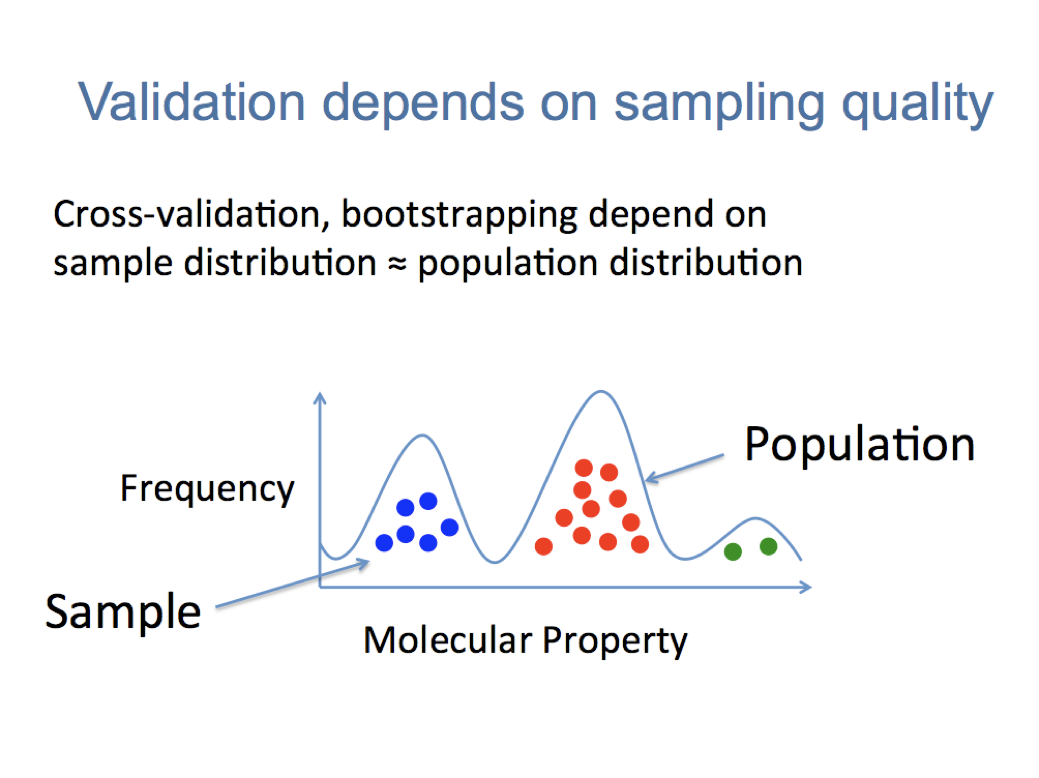 Validation depends on sampling quality
Cross-validation, bootstrapping depend on
sample distribution ≈ population distribution
Population
Frequency
Sample
Molecular Property